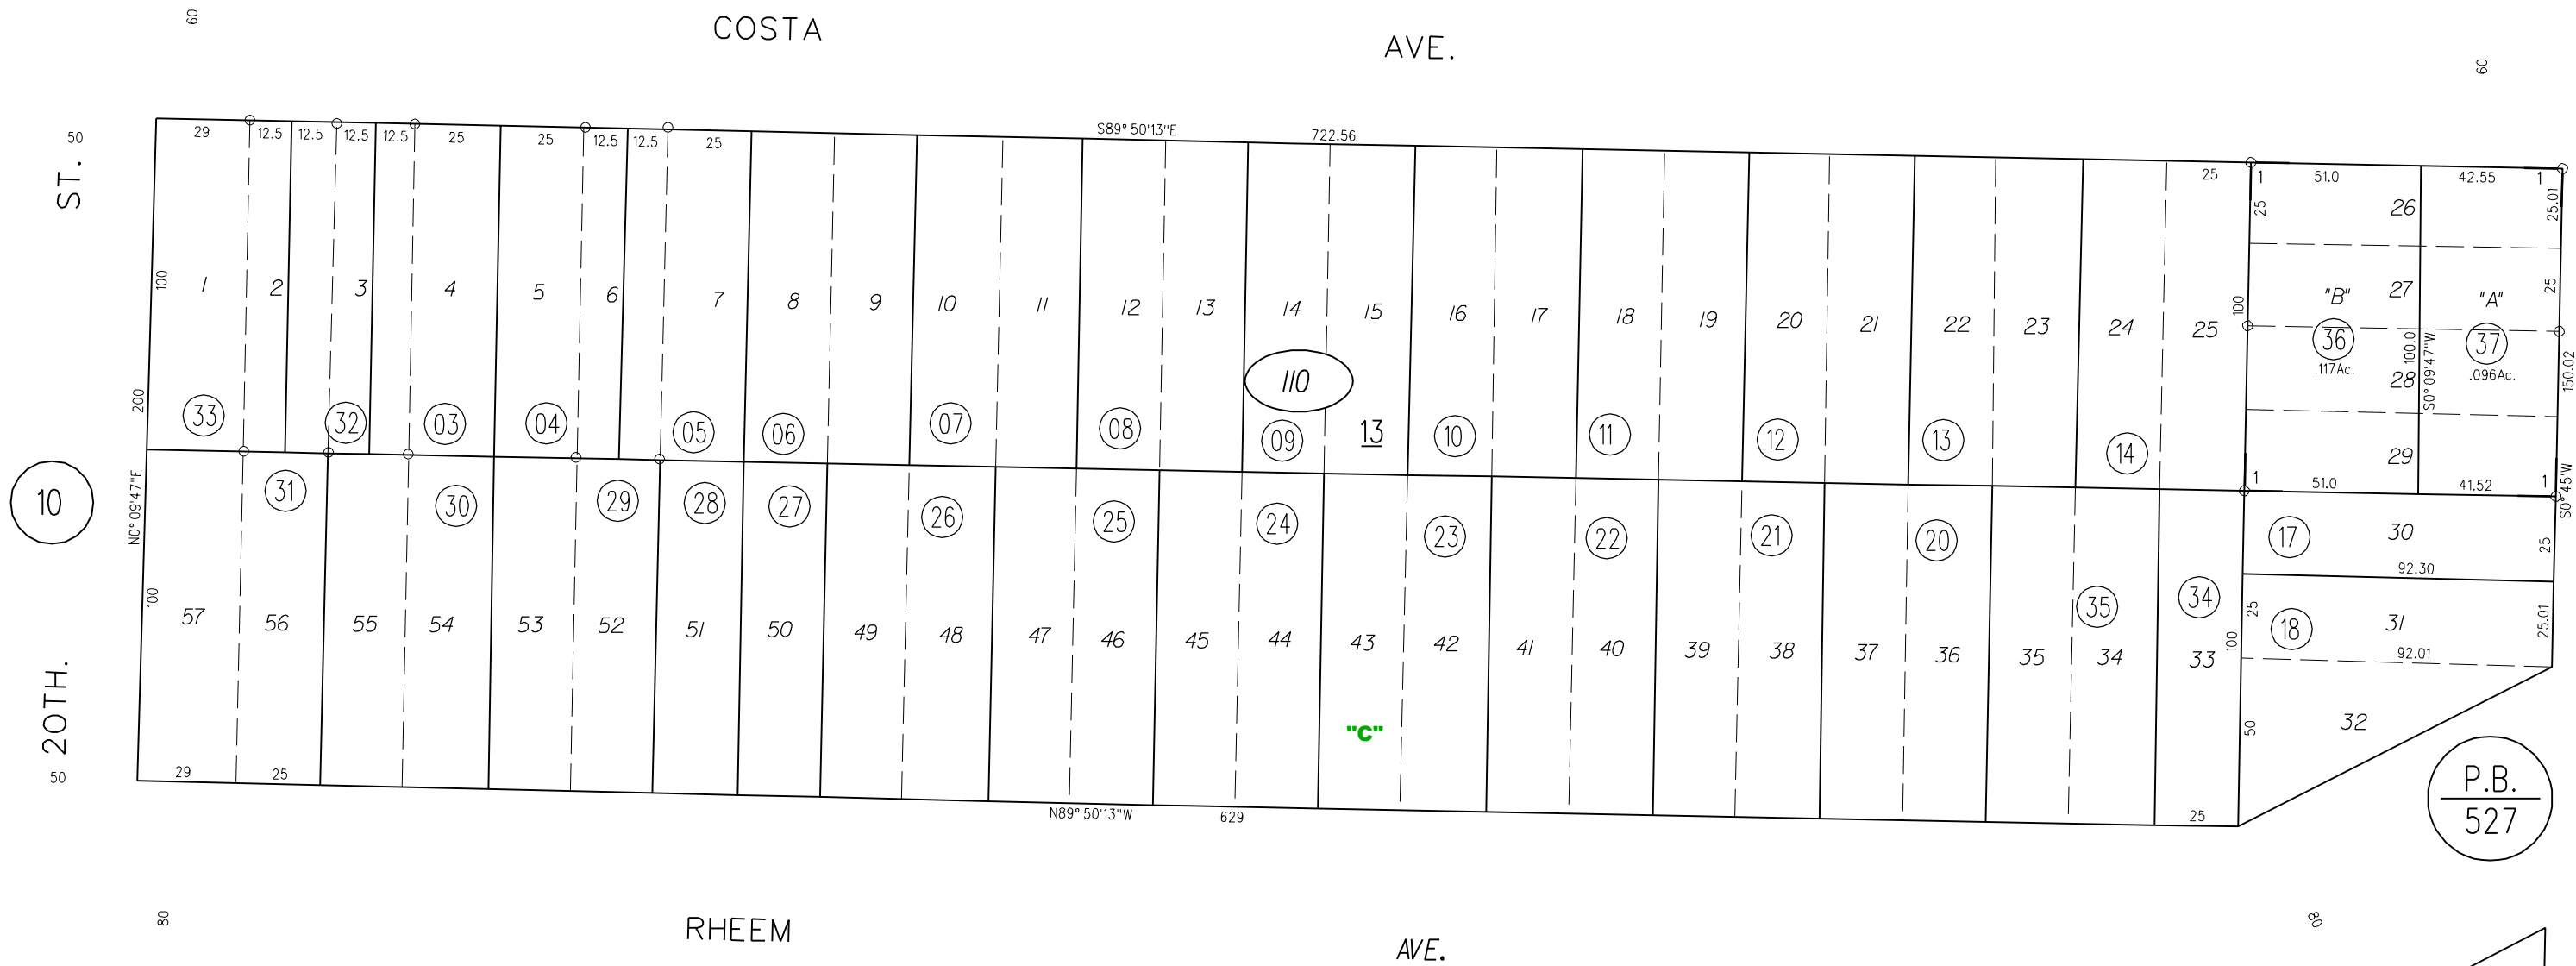 60
COSTA AVE.
60
50
ST.
29 12.5 12.5 12.5 12.5 25 25 12.5 12.5 25 S89° 50'13"E 722.56 25 1 51.0 42.55 1
25 26 25.01
100 1 2 3 4 5 6 7 8 9 10 11 12 13 14 15 16 17 18 19 20 21 22 23 24 25 100 "B" 27 "A" 25
110
36 100.0 S0° 09'47"W 37
.117Ac. 28 .096Ac. 150.02
200 33 32 03 04 05 06 07 08 09 13 10 11 12 13 14 29
1 51.0 41.52 1
10 N0° 09'47"E 31 30 29 28 27 26 25 24 23 22 21 20 S0° 45'W
17 30 25
92.30
100 35 34 25 18 31 25.01
57 56 55 54 53 52 51 50 49 48 47 46 45 44 43 42 41 40 39 38 37 36 35 34 33 100 92.01
20TH.
"C" 50 32
50
29 25 N89° 50'13"W 629 25
P.B.
527
80
RHEEM AVE.
80